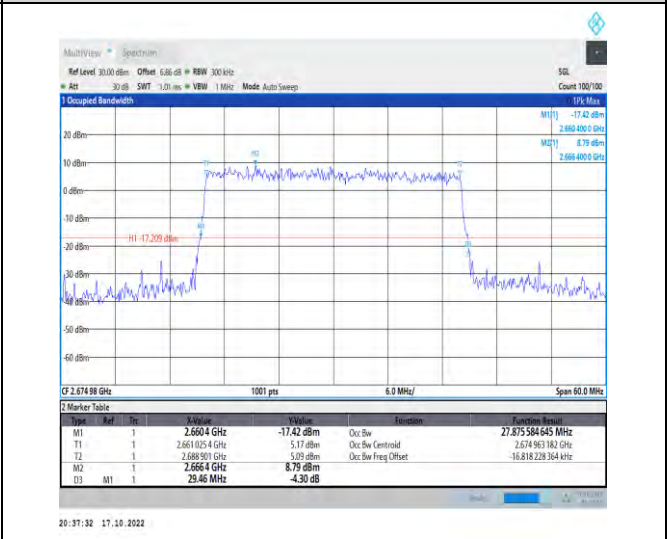 MultiView Spectrum
Ref Level 30.00 dBm Offset 6.86 dB RBW 300 kHz SGL
Att 30 dB SWT 1.01 ms VBW 1 MHz Mode Auto Sweep Count 100/100
1 Occupied Bandwidth 1Pk Max
M1[1] -17.42 dBm
2.660 400 0 GHz
20 dBm M2[1] 8.79 dBm
2.666 400 0 GHz
M2
10 dBm T1
0 dBm
-10 dBm
M1
H1 -17.209 dBm
-20 dBm
-30 dBm
-40 dBm
-50 dBm
-60 dBm
CF 2.674 98 GHz 1001 pts 6.0 MHz/ Span 60.0 MHz
2 Marker Table
Type Ref Trc X-Value Y-Value Function Function Result
M1 1 2.6604 GHz -17.42 dBm Occ Bw 27.875 584 645 MHz
T1 1 2.661 025 4 GHz 5.17 dBm Occ Bw Centroid 2.674 963 182 GHz
T2 1 2.688 901 GHz 5.09 dBm Occ Bw Freq Offset -16.818 228 364 kHz
M2 1 2.6664 GHz 8.79 dBm
D3 M1 1 29.46 MHz -4.30 dB
20:37:32 17.10.2022